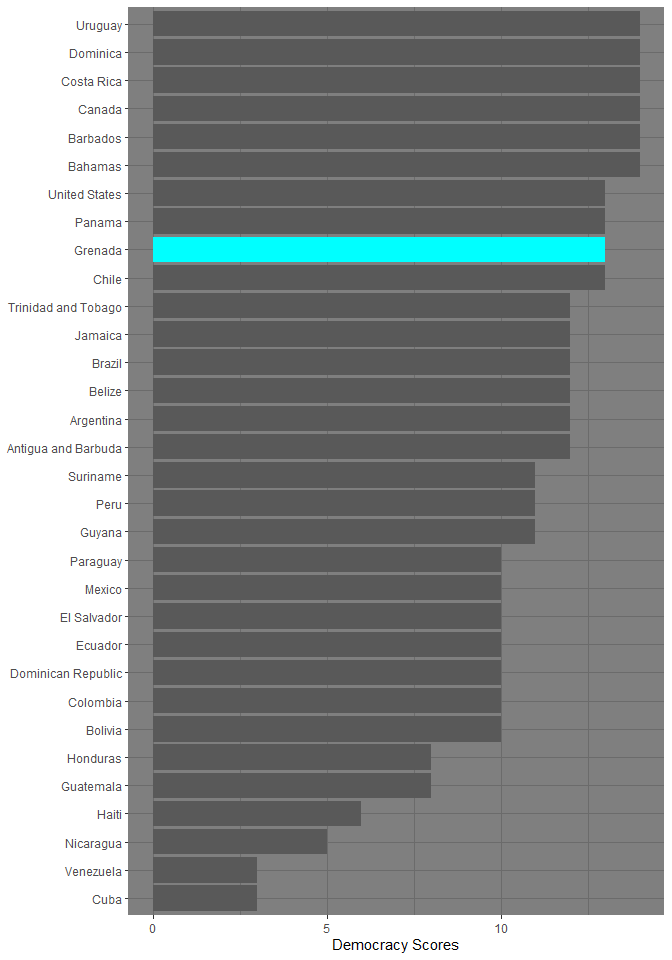 Uruguay
Dominica
Costa Rica
Canada
Barbados
Bahamas
United States
Panama
Grenada
Chile
Trinidad and Tobago
Jamaica
Brazil
Belize
Argentina
Antigua and Barbuda
Suriname
Peru
Guyana
Paraguay
Mexico
El Salvador
Ecuador
Dominican Republic
Colombia
Bolivia
Honduras
Guatemala
Haiti
Nicaragua
Venezuela
Cuba
0 5 10
Democracy Scores